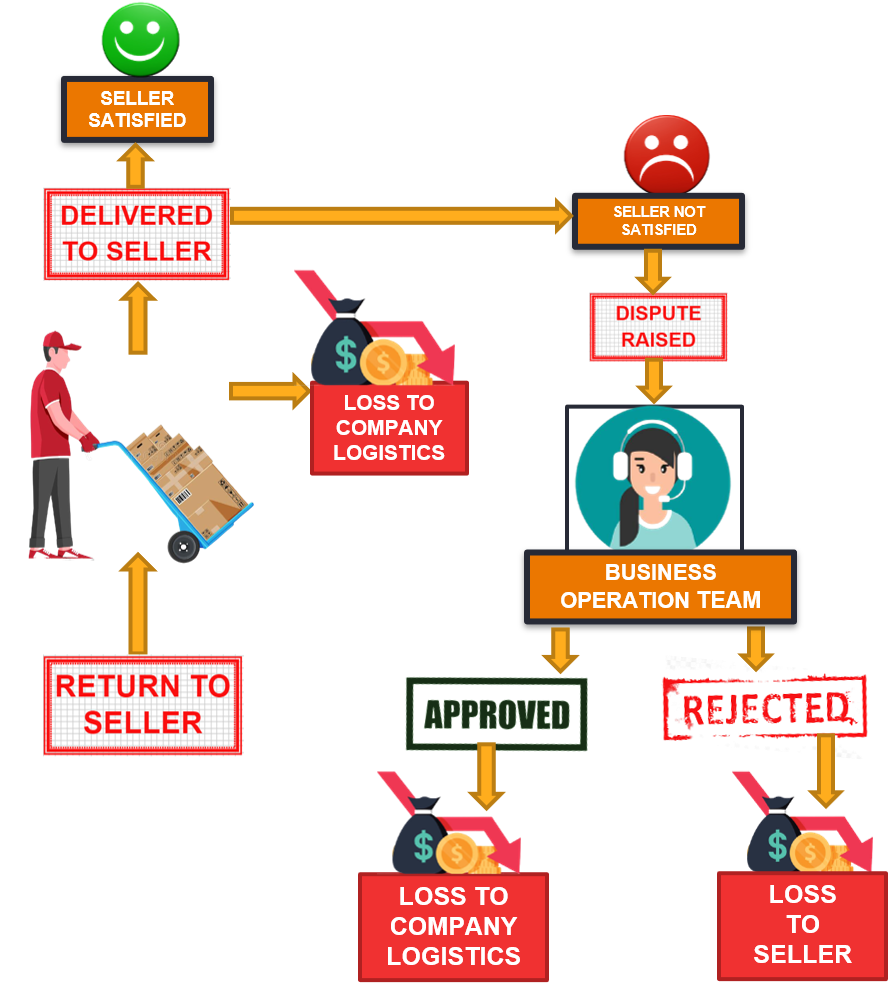 SELLER
SATISFIED
DELIVERED
TO SELLER
SELLER NOT
SATISFIED
DISPUTE
RAISED
$
$
LOSS TO
COMPANY
LOGISTICS
BUSINESS
OPERATION TEAM
RETURN TO
SELLER
APPROVED
REJECTED
$
$
LOSS TO
COMPANY
LOGISTICS
$
$
LOSS
TO
SELLER